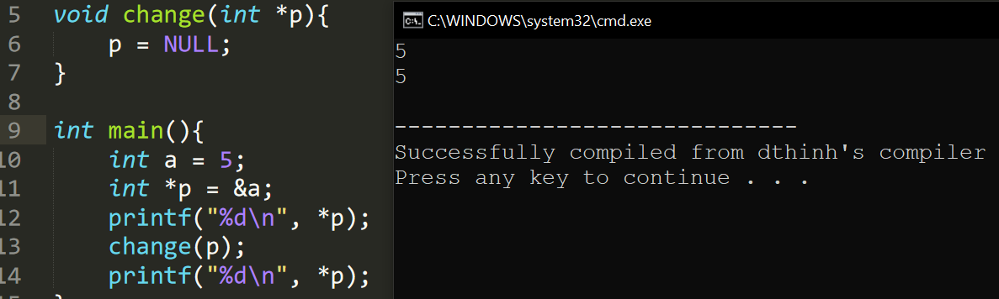 5 void change(int *p){
6 p = NULL;
7 }
8
9 int main(){
10 int a = 5;
11 int *p = &a;
12 printf("%d\n", *p);
13 change(p);
14 printf("%d\n", *p);
C:\WINDOWS\system32\cmd.exe
5
5
------------------------------
Successfully compiled from dthinh's compiler
Press any key to continue . . .